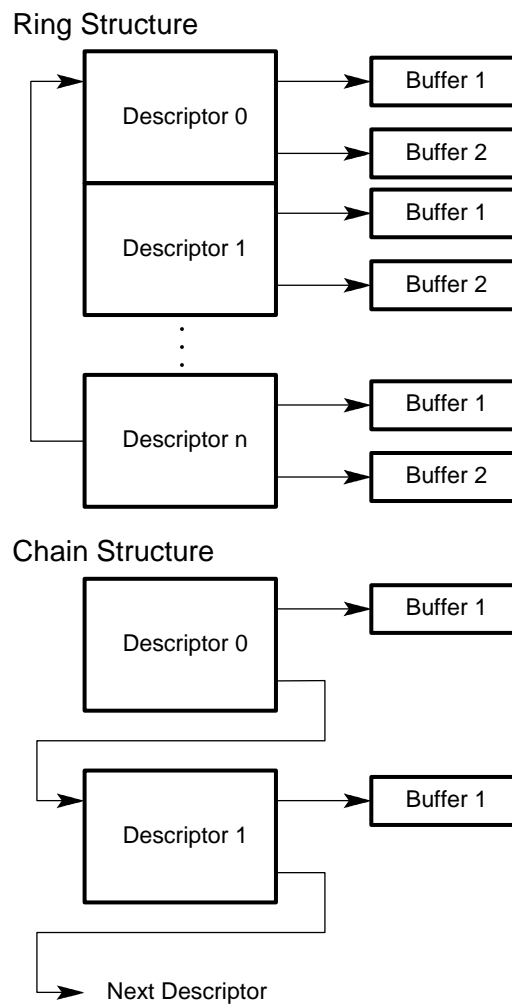 Ring Structure
Descriptor 0
Buffer 1
Buffer 2
Descriptor 1
Buffer 1
Buffer 2
Descriptor n
Buffer 1
Buffer 2
Chain Structure
Descriptor 0
Buffer 1
Descriptor 1
Buffer 1
Next Descriptor